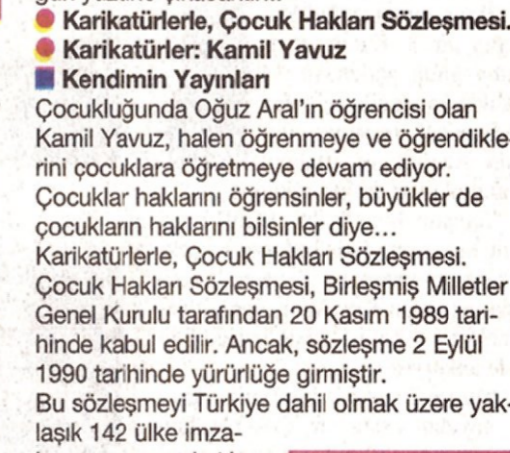 Karikatürlerle, Çocuk Hakları Sözleşmesi.
Karikatürler: Kamil Yavuz
Kendimin Yayınları
Çocukluğunda Oğuz Aral'ın öğrencisi olan
Kamil Yavuz, halen öğrenmeye ve öğrendikle-
rini çocuklara öğretmeye devam ediyor.
Çocuklar haklarını öğrensinler, büyükler de
çocukların haklarını bilsinler diye...
Karikatürlerle, Çocuk Hakları Sözleşmesi.
Çocuk Hakları Sözleşmesi, Birleşmiş Milletler
Genel Kurulu tarafından 20 Kasım 1989 tari-
hinde kabul edilir. Ancak, sözleşme 2 Eylül
1990 tarihinde yürürlüğe girmiştir.
Bu sözleşmeyi Türkiye dahil olmak üzere yak-
laşık 142 ülke imza-